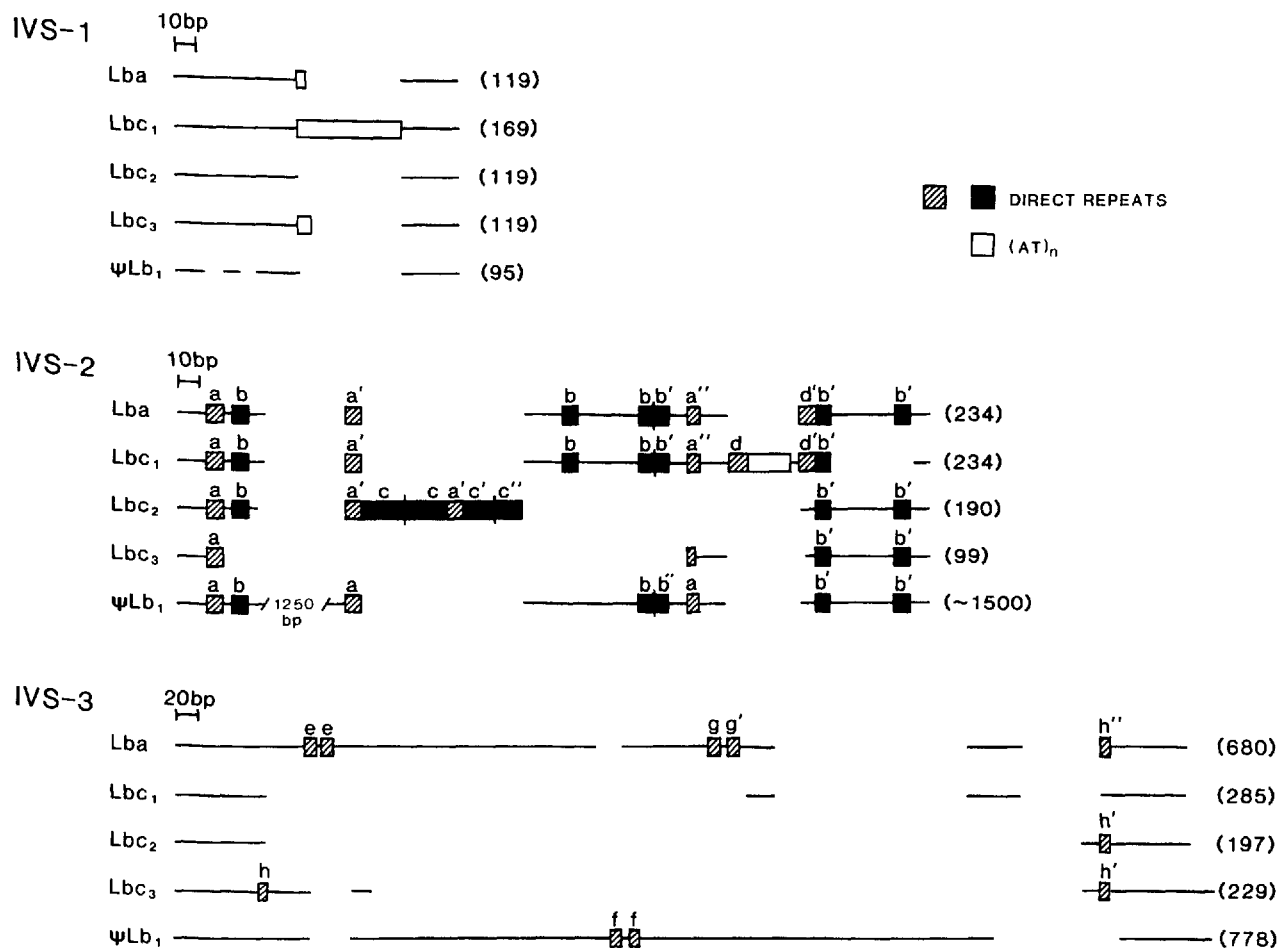 IVS-1
10bp
Lba (119)
Lbc₁ (169)
Lbc₂ (119)
Lbc₃ (119)
ψLb₁ (95)
DIRECT REPEATS
(AT)ₙ
IVS-2
10bp
a b a' b b b' a'' d' b' b'
Lba (234)
a b a' b b b' a'' d d' b'
Lbc₁ (234)
a b a' c c a' c' c'' b' b'
Lbc₂ (190)
a b' b'
Lbc₃ (99)
a b a b b'' a b' b'
ψLb₁ 1250 (~1500)
bp
IVS-3
20bp
e e g g' h''
Lba (680)
Lbc₁ (285)
h'
Lbc₂ (197)
h h'
Lbc₃ (229)
f f
ψLb₁ (778)